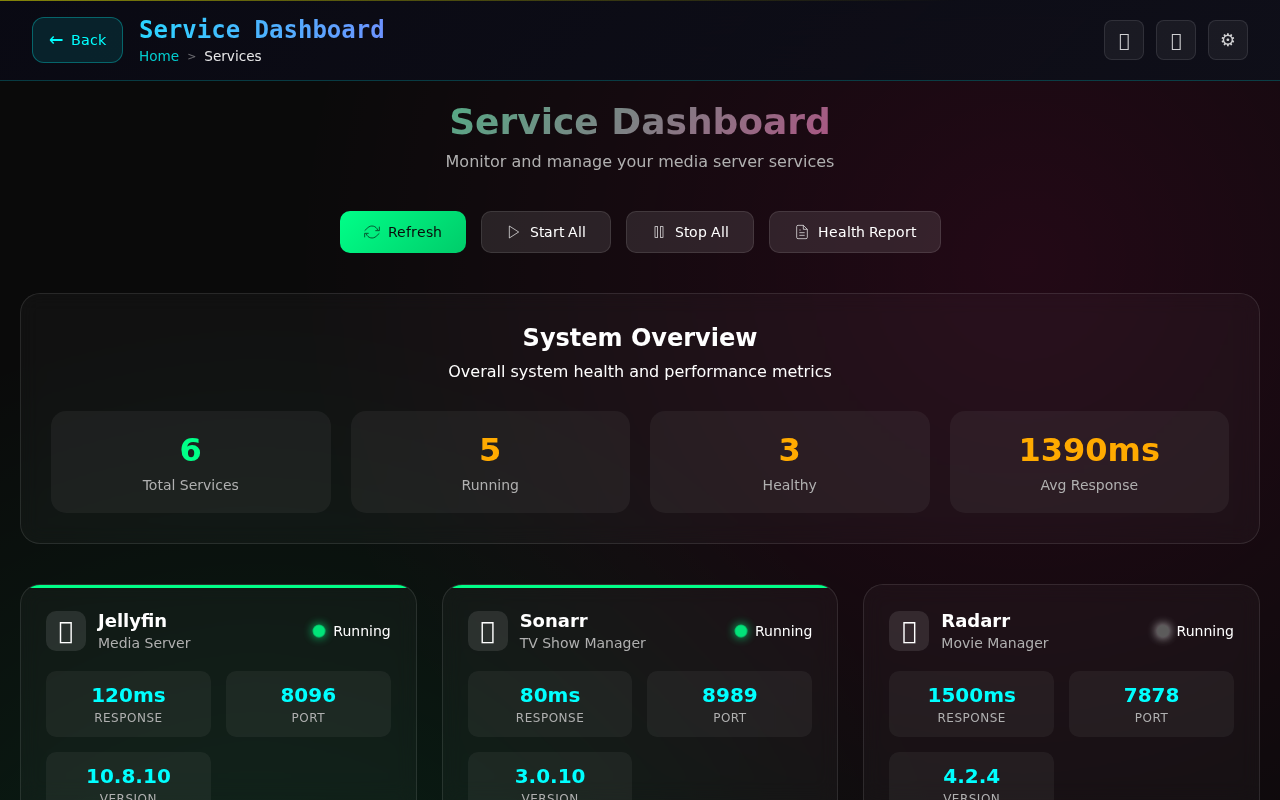 ← Back
Service Dashboard
Home > Services
Service Dashboard
Monitor and manage your media server services
Refresh
Start All
Stop All
Health Report
System Overview
Overall system health and performance metrics
6
Total Services
5
Running
3
Healthy
1390ms
Avg Response
Jellyfin
Media Server
Running
120ms
RESPONSE
8096
PORT
10.8.10
VERSION
Sonarr
TV Show Manager
Running
80ms
RESPONSE
8989
PORT
3.0.10
VERSION
Radarr
Movie Manager
Running
1500ms
RESPONSE
7878
PORT
4.2.4
VERSION